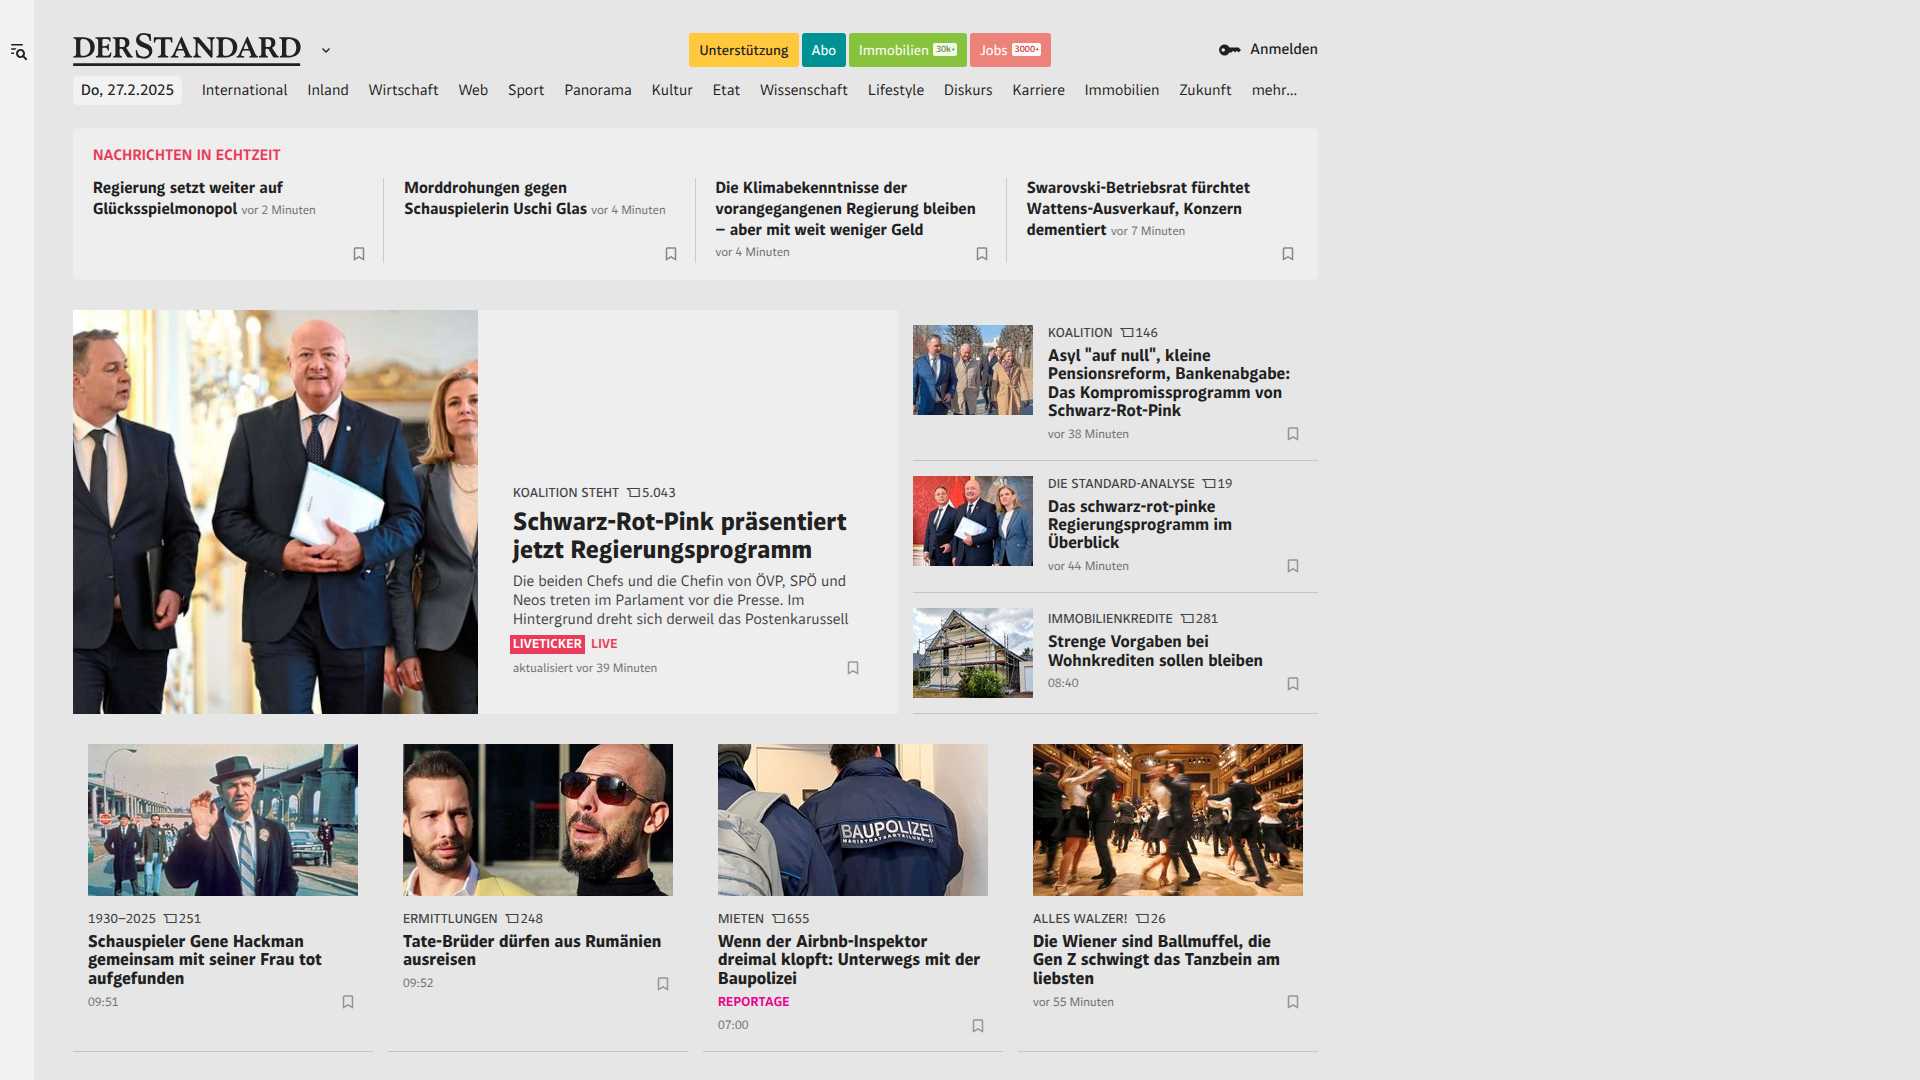 DERSTANDARD
Unterstützung
Abo
Immobilien 30k+
Jobs 3000+
Anmelden
Do, 27.2.2025
International
Inland
Wirtschaft
Web
Sport
Panorama
Kultur
Etat
Wissenschaft
Lifestyle
Diskurs
Karriere
Immobilien
Zukunft
mehr...
NACHRICHTEN IN ECHTZEIT
Regierung setzt weiter auf
Glücksspielmonopol vor 2 Minuten
Morddrohungen gegen
Schauspielerin Uschi Glas vor 4 Minuten
Die Klimabekenntnisse der
vorangegangenen Regierung bleiben
– aber mit weit weniger Geld
vor 4 Minuten
Swarovski-Betriebsrat fürchtet
Wattens-Ausverkauf, Konzern
dementiert vor 7 Minuten
KOALITION STEHT 5.043
Schwarz-Rot-Pink präsentiert
jetzt Regierungsprogramm
Die beiden Chefs und die Chefin von ÖVP, SPÖ und
Neos treten im Parlament vor die Presse. Im
Hintergrund dreht sich derweil das Postenkarussell
LIVETICKER LIVE
aktualisiert vor 39 Minuten
KOALITION 146
Asyl "auf null", kleine
Pensionsreform, Bankenabgabe:
Das Kompromissprogramm von
Schwarz-Rot-Pink
vor 38 Minuten
DIE STANDARD-ANALYSE 19
Das schwarz-rot-pinke
Regierungsprogramm im
Überblick
vor 44 Minuten
IMMOBILIENKREDITE 281
Strenge Vorgaben bei
Wohnkrediten sollen bleiben
08:40
1930–2025 251
Schauspieler Gene Hackman
gemeinsam mit seiner Frau tot
aufgefunden
09:51
ERMITTLUNGEN 248
Tate-Brüder dürfen aus Rumänien
ausreisen
09:52
BAUPOLIZEI
MAGISTRATSABTEILUNG 37
MIETEN 655
Wenn der Airbnb-Inspektor
dreimal klopft: Unterwegs mit der
Baupolizei
REPORTAGE
07:00
ALLES WALZER! 26
Die Wiener sind Ballmuffel, die
Gen Z schwingt das Tanzbein am
liebsten
vor 55 Minuten